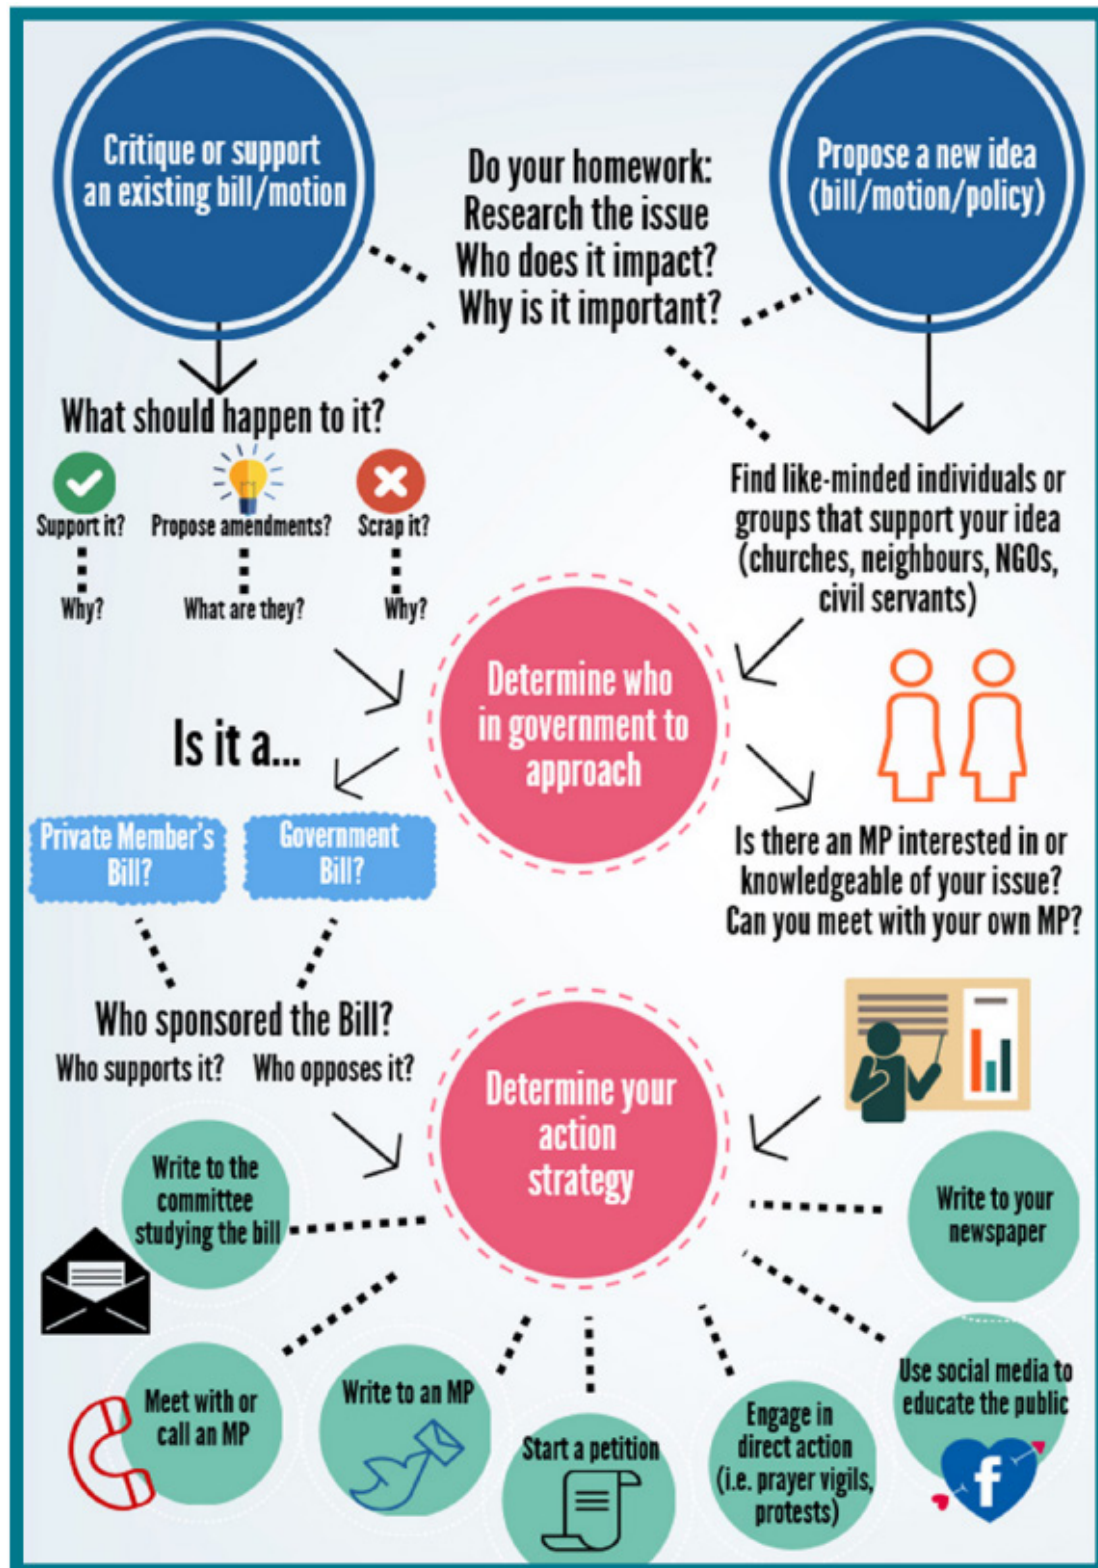 Critique or support
an existing bill/motion
Do your homework:
Research the issue
Who does it impact?
Why is it important?
Propose a new idea
(bill/motion/policy)
What should happen to it?
Support it?
Propose amendments?
Scrap it?
Why?
What are they?
Why?
Find like-minded individuals or
groups that support your idea
(churches, neighbours, NGOs,
civil servants)
Determine who
in government to
approach
Is it a...
Private Member's
Bill?
Government
Bill?
Is there an MP interested in or
knowledgeable of your issue?
Can you meet with your own MP?
Who sponsored the Bill?
Who supports it?
Who opposes it?
Determine your
action
strategy
Write to the
committee
studying the bill
Write to your
newspaper
Meet with or
call an MP
Write to an MP
Start a petition
Engage in
direct action
(i.e. prayer vigils,
protests)
Use social media to
educate the public
f